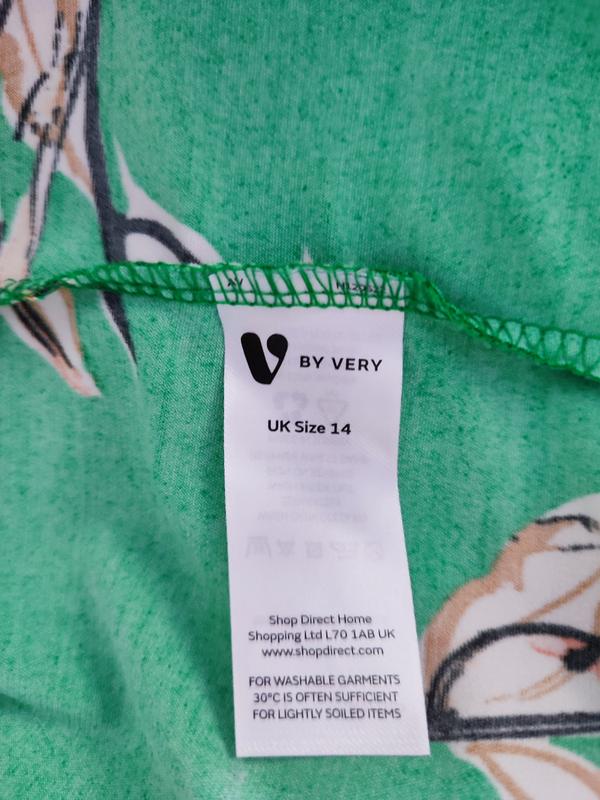 AV
V BY VERY
UK Size 14
Shop Direct Home
Shopping Ltd L70 1AB UK
www.shopdirect.com
FOR WASHABLE GARMENTS
30°C IS OFTEN SUFFICIENT
FOR LIGHTLY SOILED ITEMS